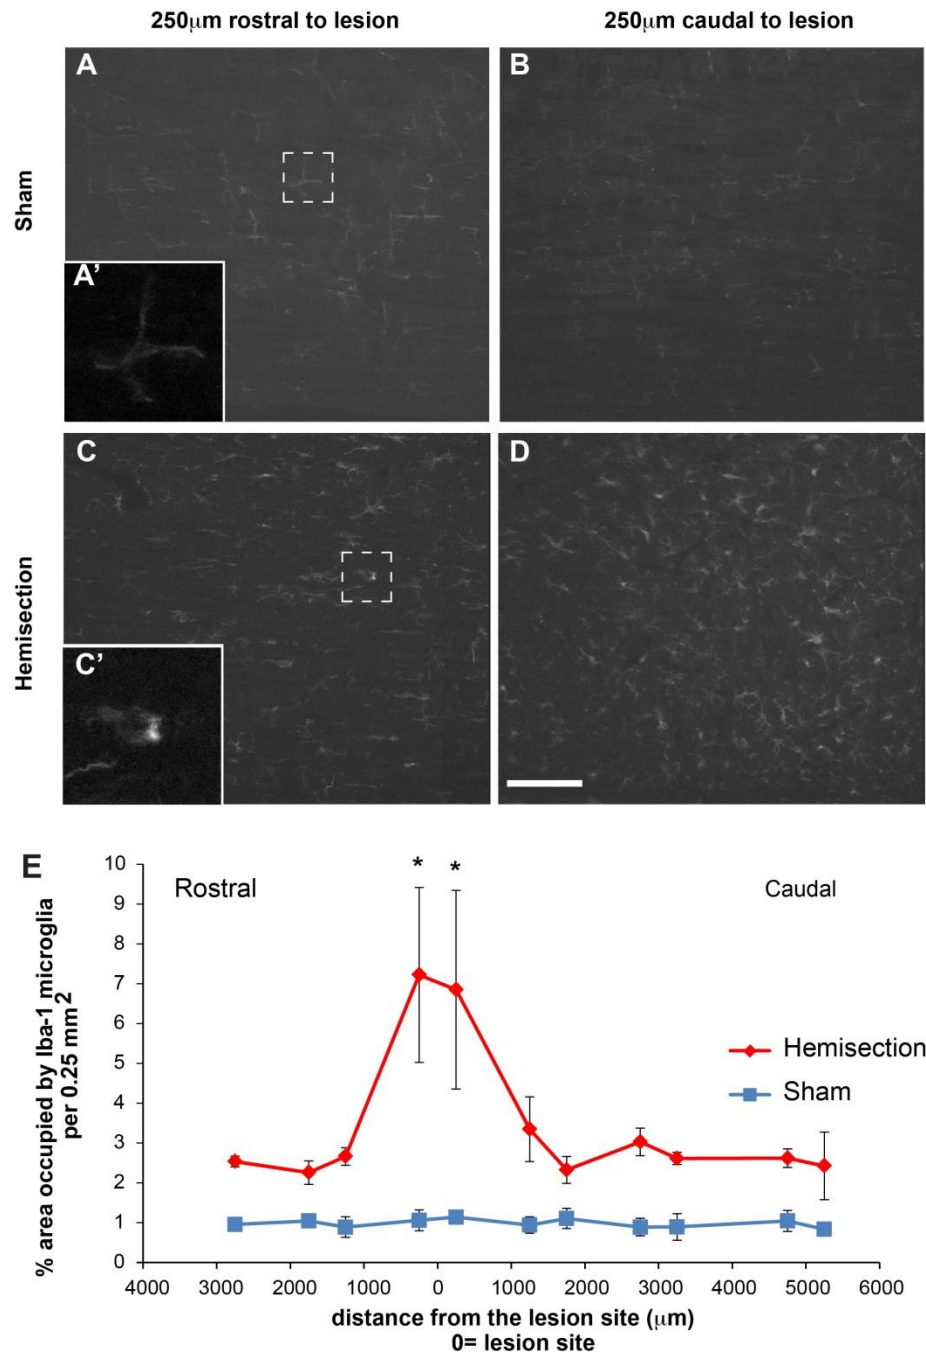 250μm rostral to lesion
250μm caudal to lesion
Sham
A
B
A'
Hemisection
C
D
C'
E
10
9
8
7
6
5
4
3
2
1
0
% area occupied by Iba-1 microglia
per 0.25 mm²
Rostral
*
*
Caudal
Hemisection
Sham
4000 3000 2000 1000 0 1000 2000 3000 4000 5000 6000
distance from the lesion site (μm)
0= lesion site